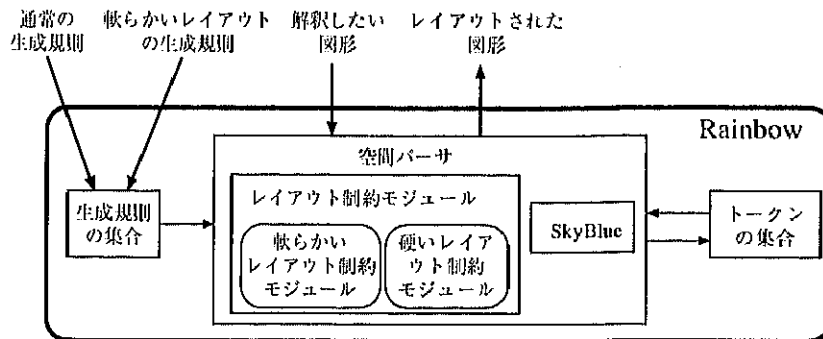 通常の
生成規則
軟らかいレイアウト
の生成規則
解釈したい
図形
レイアウトされた
図形
Rainbow
空間パーサ
レイアウト制約モジュール
生成規則
の集合
軟らかい
レイアウト制約
モジュール
硬いレイア
ウト制約
モジュール
SkyBlue
トークン
の集合